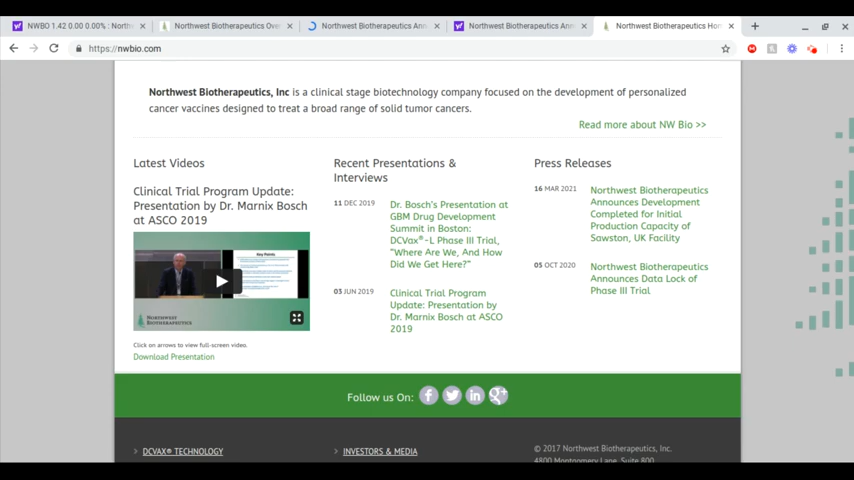 NWBO 1.42 0.00 0.00% : North
Northwest Biotherapeutics Ove
Northwest Biotherapeutics Ann
Northwest Biotherapeutics Ann
Northwest Biotherapeutics Hom
https://nwbio.com
Northwest Biotherapeutics, Inc is a clinical stage biotechnology company focused on the development of personalized
cancer vaccines designed to treat a broad range of solid tumor cancers.
Read more about NW Bio >>
Latest Videos
Clinical Trial Program Update:
Presentation by Dr. Marnix Bosch
at ASCO 2019
Key Points
NORTHWEST
BIOTHERAPEUTICS
Click on arrows to view full-screen video.
Download Presentation
Recent Presentations &
Interviews
11 DEC 2019
Dr. Bosch's Presentation at
GBM Drug Development
Summit in Boston:
DCVax®-L Phase III Trial,
"Where Are We, And How
Did We Get Here?"
03 JUN 2019
Clinical Trial Program
Update: Presentation by
Dr. Marnix Bosch at ASCO
2019
Press Releases
16 MAR 2021
Northwest Biotherapeutics
Announces Development
Completed for Initial
Production Capacity of
Sawston, UK Facility
05 OCT 2020
Northwest Biotherapeutics
Announces Data Lock of
Phase III Trial
Follow us On:
DCVAX® TECHNOLOGY
INVESTORS & MEDIA
© 2017 Northwest Biotherapeutics, Inc.
4800 Montgomery Lane, Suite 800